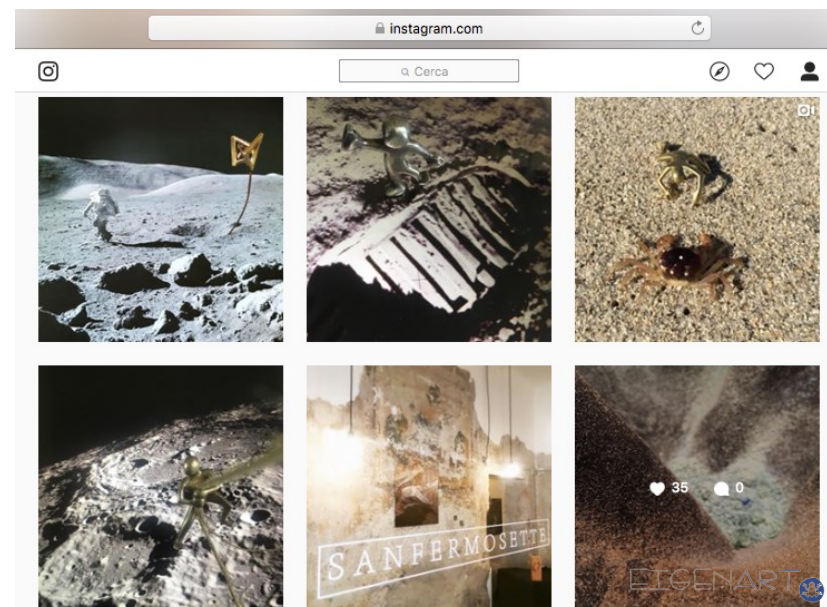 instagram.com
Cerca
SANFERMOSETTE
35 0
EIGENART